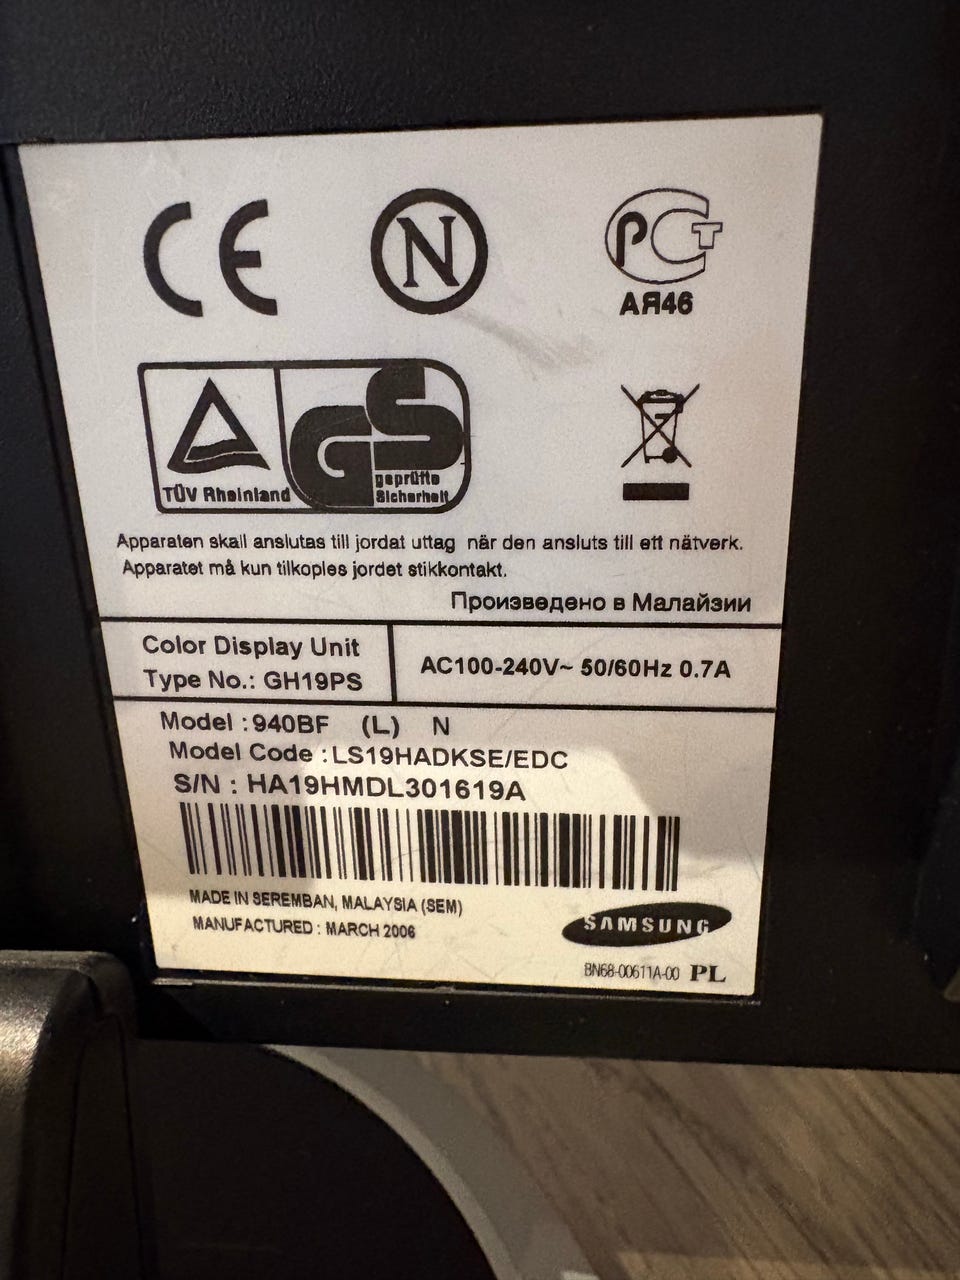 CE
N
РСТ
АЯ46
TÜV Rheinland
GS
geprüfte
Sicherheit
Apparaten skall anslutas till jordat uttag när den ansluts till ett nätverk.
Apparatet må kun tilkoples jordet stikkontakt.
Произведено в Малайзии
Color Display Unit
Type No.: GH19PS
AC100-240V~ 50/60Hz 0.7A
Model : 940BF (L) N
Model Code : LS19HADKSE/EDC
S/N : HA19HMDL301619A
MADE IN SEREMBAN, MALAYSIA (SEM)
MANUFACTURED : MARCH 2006
SAMSUNG
BN68-00611A-00 PL